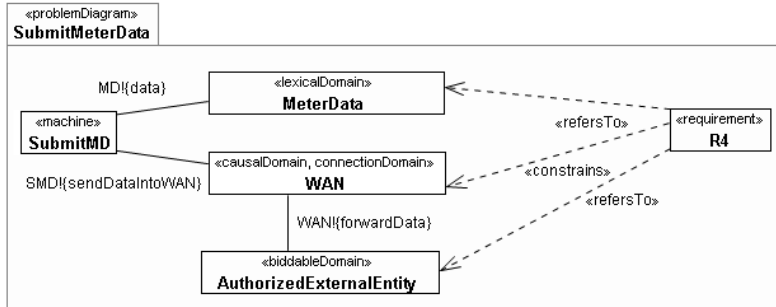 «problemDiagram»
SubmitMeterData
MD!{data}
«lexicalDomain»
MeterData
«machine»
SubmitMD
«refersTo»
«requirement»
R4
SMD!{sendDataIntoWAN}
«causalDomain, connectionDomain»
WAN
«constrains»
«refersTo»
WAN!{forwardData}
«biddableDomain»
AuthorizedExternalEntity